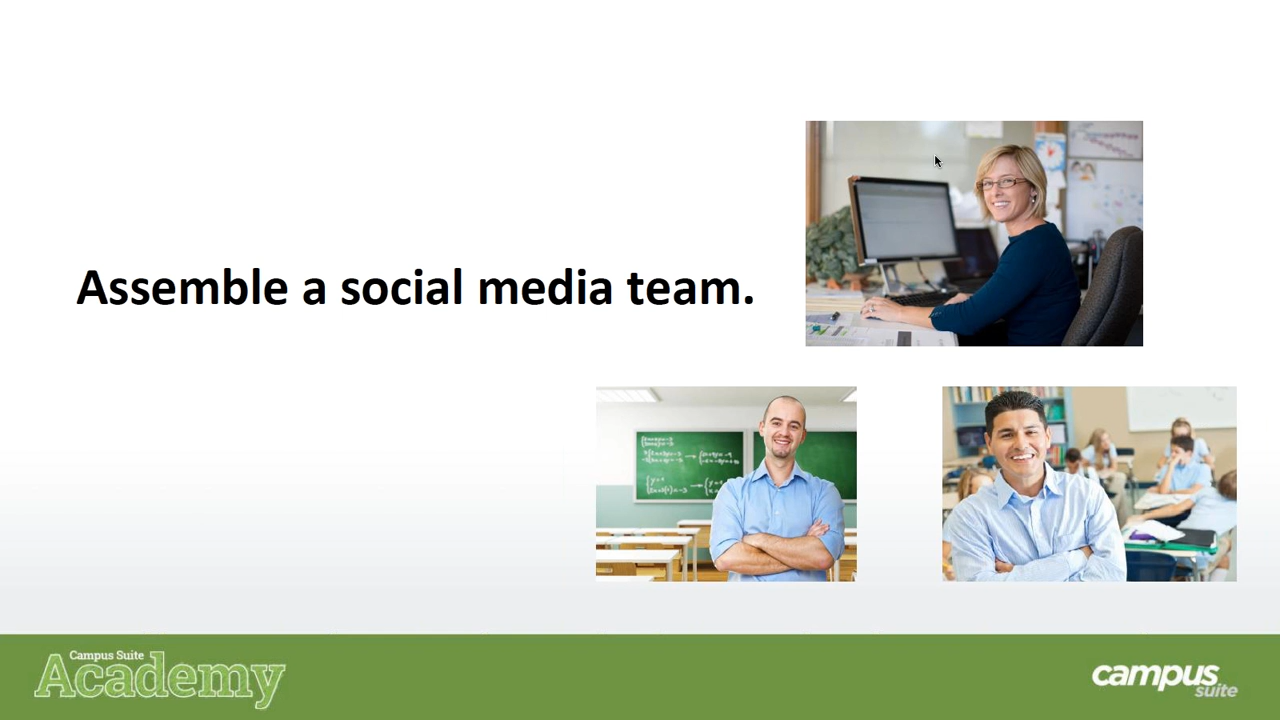 Assemble a social media team.
Campus Suite
Academy
campus
suite